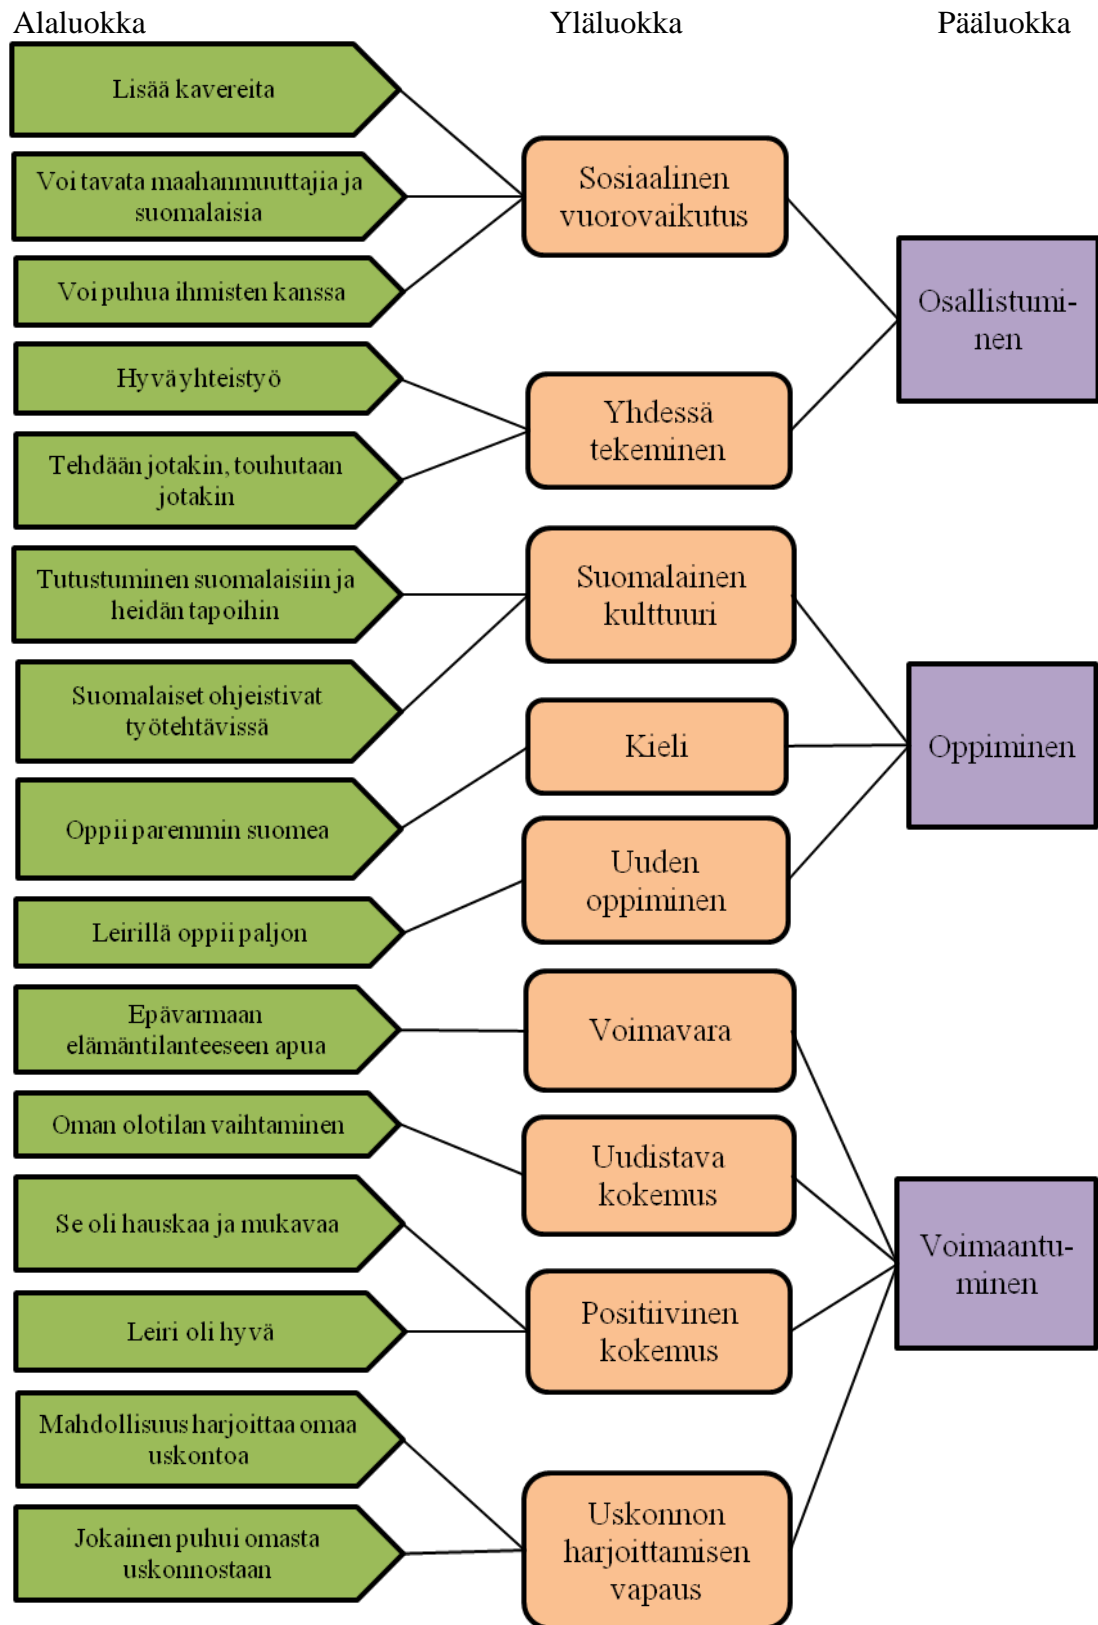 Alaluokka
Yläluokka
Pääluokka
Lisää kavereita
Voi tavata maahanmuuttajia ja
suomalaisia
Voi puhua ihmisten kanssa
Hyvä yhteistyö
Tehdään jotakin, touhutaan
jotakin
Tutustuminen suomalaisiin ja
heidän tapoihin
Suomalaiset ohjeistivat
työtehtävissä
Oppii paremmin suomea
Leirillä oppii paljon
Epävarmaan
elämäntilanteeseen apua
Oman olotilan vaihtaminen
Se oli hauskaa ja mukavaa
Leiri oli hyvä
Mahdollisuus harjoittaa omaa
uskontoa
Jokainen puhui omasta
uskonnostaan
Sosiaalinen
vuorovaikutus
Yhdessä
tekeminen
Suomalainen
kulttuuri
Kieli
Uuden
oppiminen
Voimavara
Uudistava
kokemus
Positiivinen
kokemus
Uskonnon
harjoittamisen
vapaus
Osallistumi-
nen
Oppiminen
Voimaantu-
minen